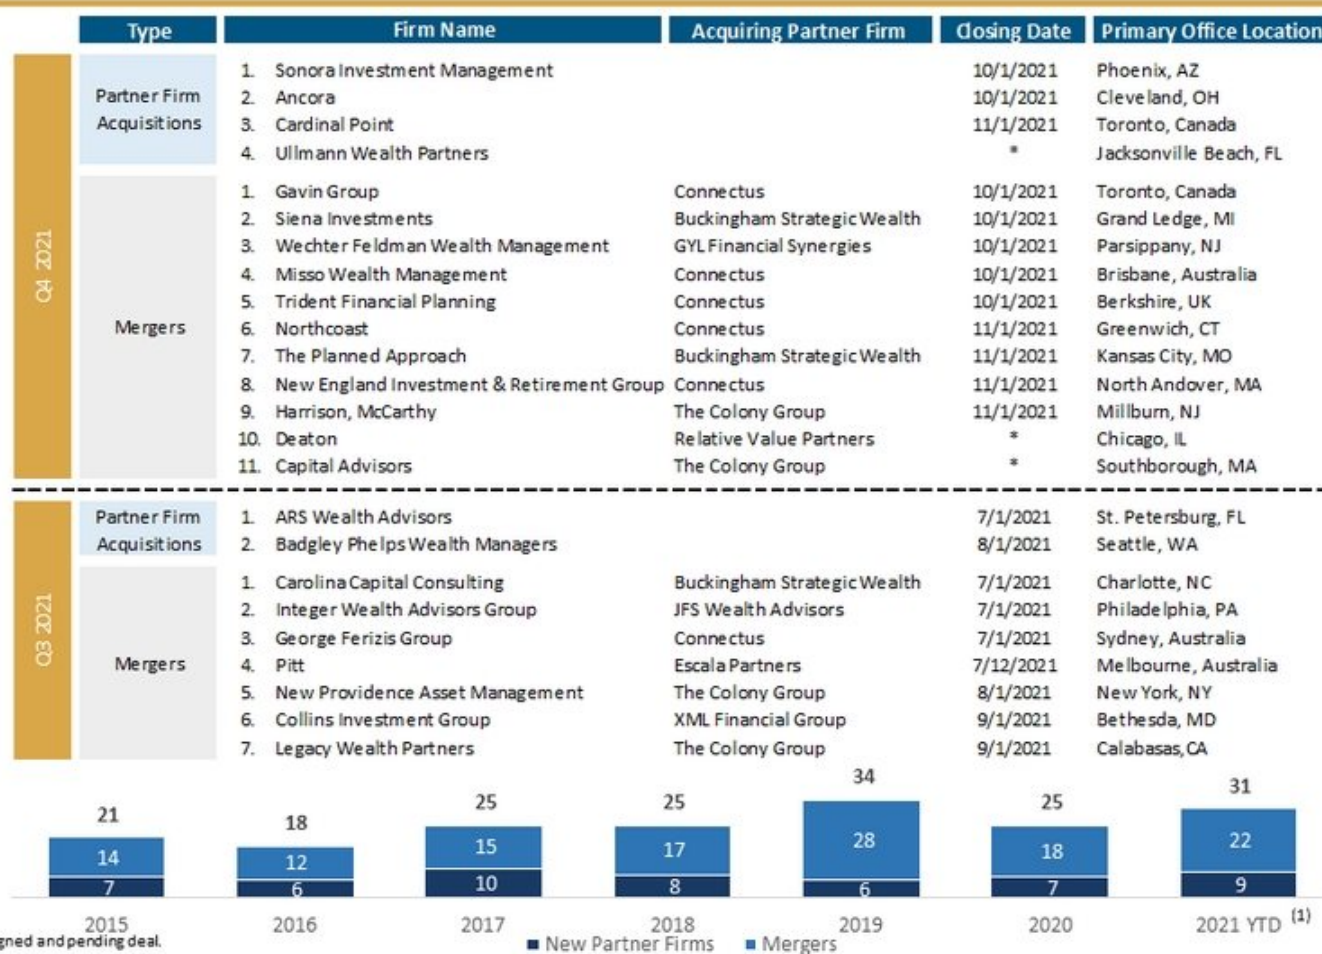 Type Firm Name Acquiring Partner Firm Closing Date Primary Office Location
Q4 2021
Partner Firm
Acquisitions
1. Sonora Investment Management 10/1/2021 Phoenix, AZ
2. Ancora 10/1/2021 Cleveland, OH
3. Cardinal Point 11/1/2021 Toronto, Canada
4. Ullmann Wealth Partners * Jacksonville Beach, FL
Mergers
1. Gavin Group Connectus 10/1/2021 Toronto, Canada
2. Siena Investments Buckingham Strategic Wealth 10/1/2021 Grand Ledge, MI
3. Wechter Feldman Wealth Management GYL Financial Synergies 10/1/2021 Parsippany, NJ
4. Misso Wealth Management Connectus 10/1/2021 Brisbane, Australia
5. Trident Financial Planning Connectus 10/1/2021 Berkshire, UK
6. Northcoast Connectus 11/1/2021 Greenwich, CT
7. The Planned Approach Buckingham Strategic Wealth 11/1/2021 Kansas City, MO
8. New England Investment & Retirement Group Connectus 11/1/2021 North Andover, MA
9. Harrison, McCarthy The Colony Group 11/1/2021 Millburn, NJ
10. Deaton Relative Value Partners * Chicago, IL
11. Capital Advisors The Colony Group * Southborough, MA
Q3 2021
Partner Firm
Acquisitions
1. ARS Wealth Advisors 7/1/2021 St. Petersburg, FL
2. Badgley Phelps Wealth Managers 8/1/2021 Seattle, WA
Mergers
1. Carolina Capital Consulting Buckingham Strategic Wealth 7/1/2021 Charlotte, NC
2. Integer Wealth Advisors Group JFS Wealth Advisors 7/1/2021 Philadelphia, PA
3. George Ferizis Group Connectus 7/1/2021 Sydney, Australia
4. Pitt Escala Partners 7/12/2021 Melbourne, Australia
5. New Providence Asset Management The Colony Group 8/1/2021 New York, NY
6. Collins Investment Group XML Financial Group 9/1/2021 Bethesda, MD
7. Legacy Wealth Partners The Colony Group 9/1/2021 Calabasas, CA
21 18 25 25 34 25 31
14 12 15 17 28 18 22
7 6 10 8 6 7 9
2015 2016 2017 2018 2019 2020 2021 YTD (1)
gned and pending deal.
New Partner Firms Mergers